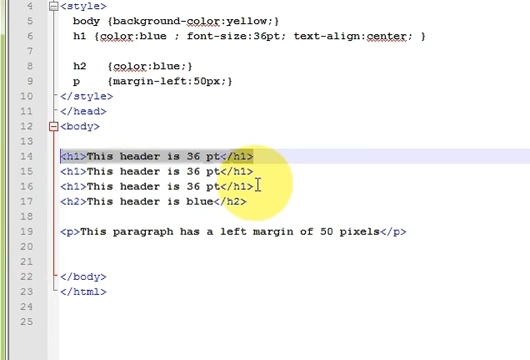 4 <style>
5 body {background-color:yellow;}
6 h1 {color:blue ; font-size:36pt; text-align:center; }
7
8 h2 {color:blue;}
9 p {margin-left:50px;}
10 </style>
11 </head>
12 <body>
13
14 <h1>This header is 36 pt</h1>
15 <h1>This header is 36 pt</h1>
16 <h1>This header is 36 pt</h1>
17 <h2>This header is blue</h2>
18
19 <p>This paragraph has a left margin of 50 pixels</p>
20
21
22 </body>
23 </html>
24
25